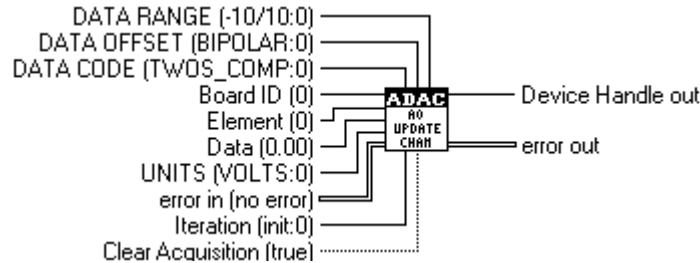 DATA RANGE (-10/10:0)
DATA OFFSET (BIPOLAR:0)
DATA CODE (TWOS_COMP:0)
Board ID (0)
Element (0)
Data (0.00)
UNITS (VOLTS:0)
error in (no error)
Iteration (init:0)
Clear Acquisition (true)
ADAC
AO
UPDATE
CHAN
Device Handle out
error out